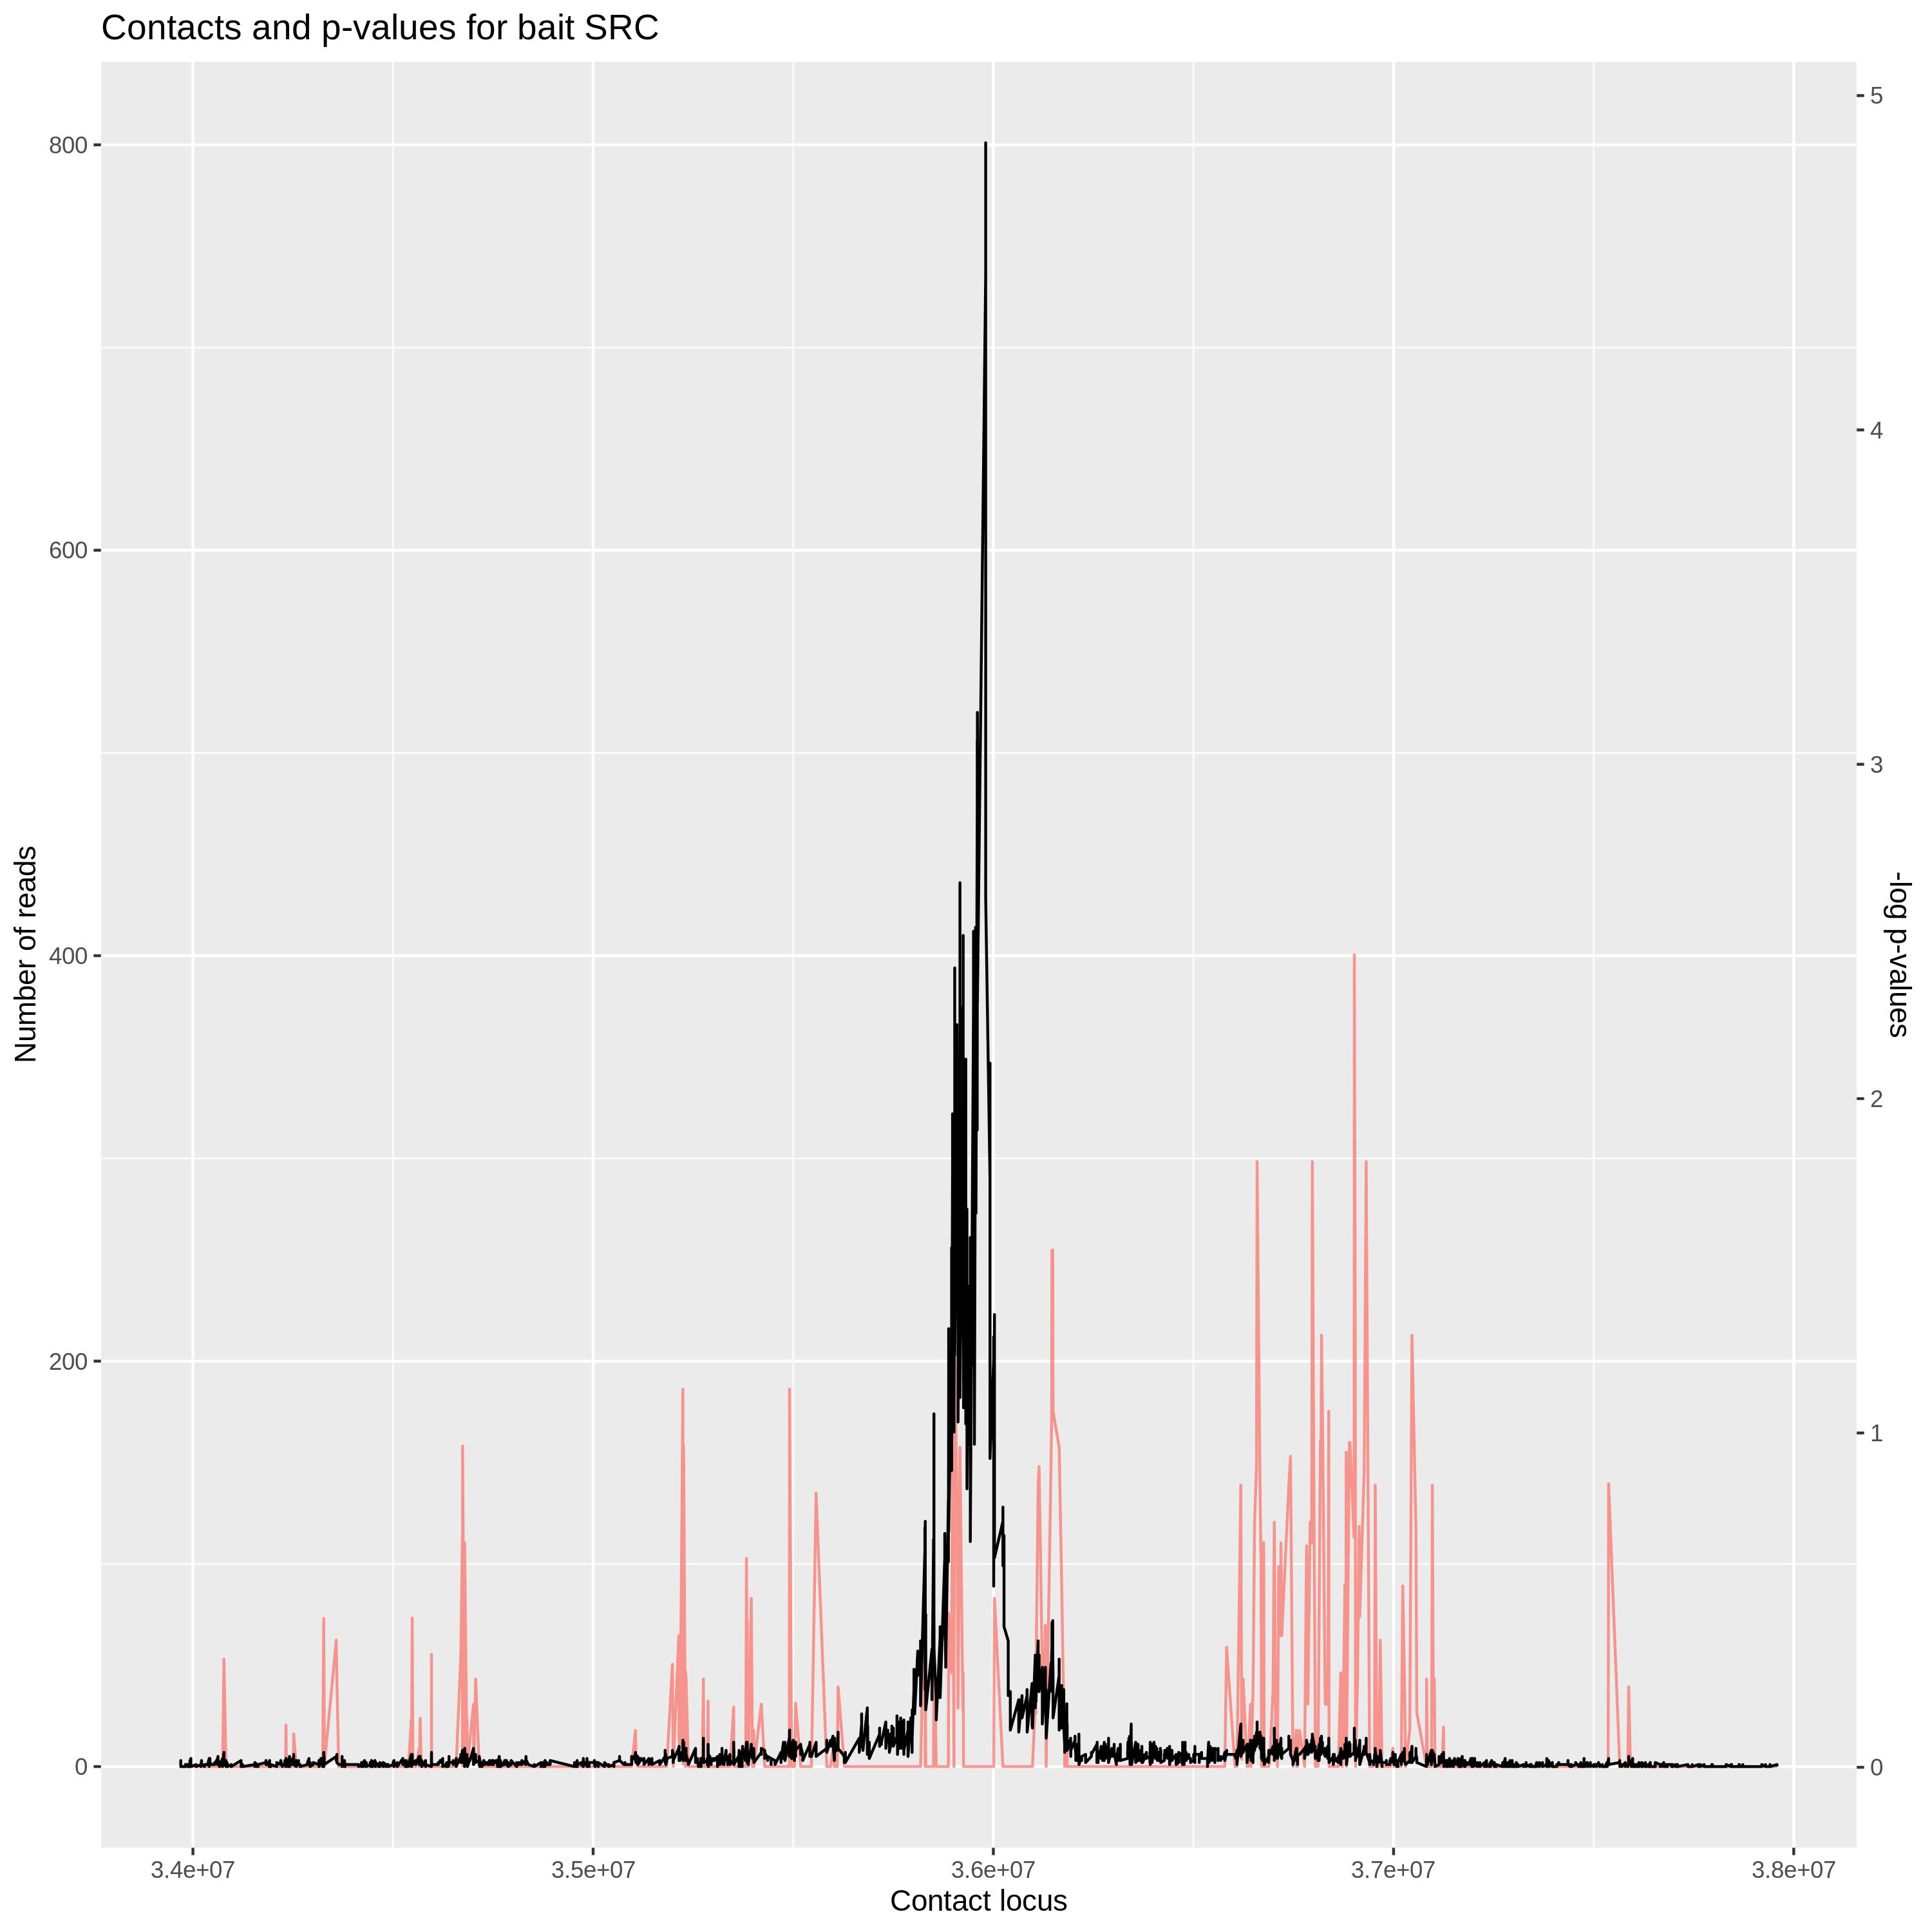 Contacts and p-values for bait SRC
800
600
400
200
0
Number of reads
5
4
3
2
1
0
-log p-values
3.4e+07
3.5e+07
3.6e+07
3.7e+07
3.8e+07
Contact locus